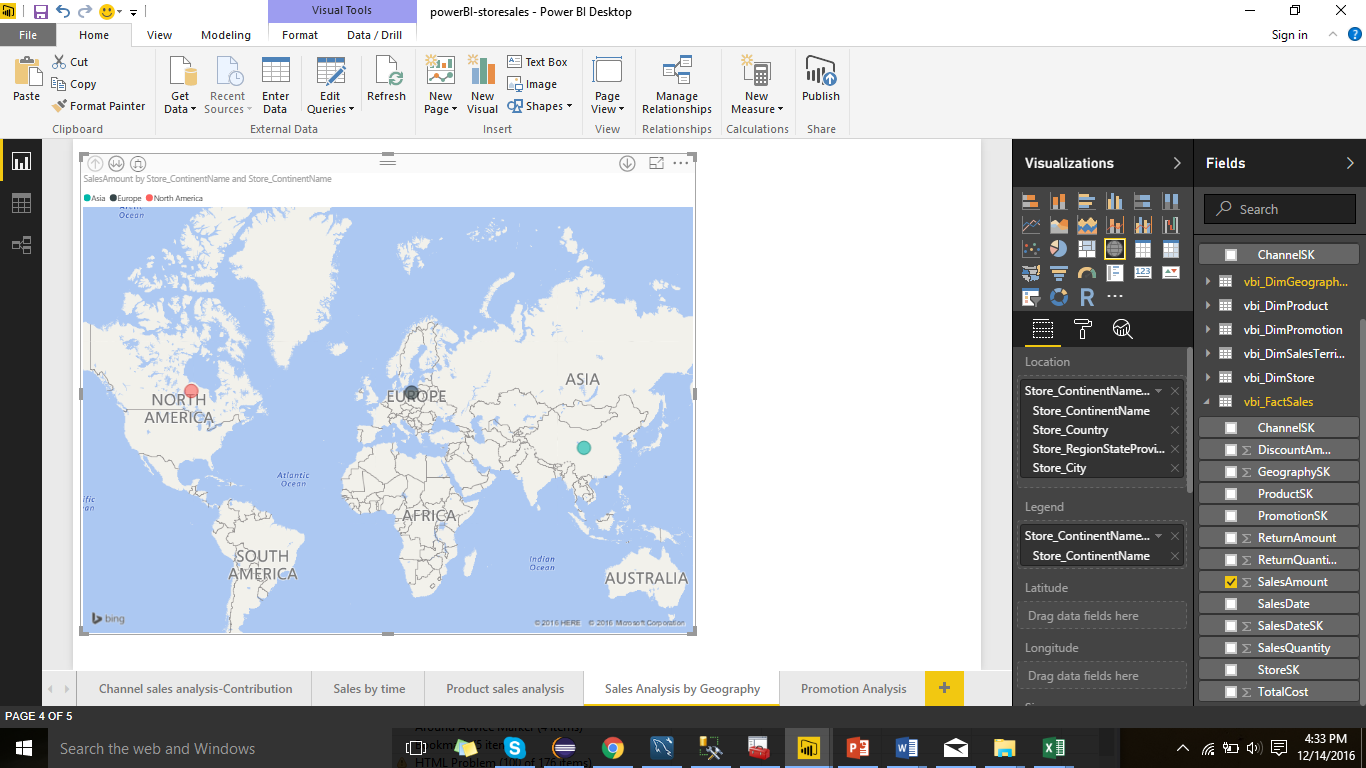 Visual Tools
powerBI-storesales - Power BI Desktop
File
Home
View
Modeling
Format
Data / Drill
Sign in
Paste
Cut
Copy
Format Painter
Clipboard
Get Data
Recent Sources
Enter Data
Edit Queries
Refresh
External Data
New Page
New Visual
Text Box
Image
Shapes
Insert
Page View
View
Manage Relationships
Relationships
New Measure
Calculations
Publish
Share
SalesAmount by Store_ContinentName and Store_ContinentName
Asia Europe North America
Ocean
NORTH
AMERICA
EUROPE
ASIA
Atlantic
Ocean
AFRICA
SOUTH
AMERICA
Indian
Ocean
AUSTRALIA
bing
© 2016 HERE © 2016 Microsoft Corporation
Visualizations
123
R
Location
Store_ContinentName...
Store_ContinentName
Store_Country
Store_RegionStateProvi...
Store_City
Legend
Store_ContinentName...
Store_ContinentName
Latitude
Drag data fields here
Longitude
Drag data fields here
Fields
Search
ChannelSK
vbi_DimGeograph...
vbi_DimProduct
vbi_DimPromotion
vbi_DimSalesTerri...
vbi_DimStore
vbi_FactSales
ChannelSK
DiscountAm...
GeographySK
ProductSK
PromotionSK
ReturnAmount
ReturnQuanti...
SalesAmount
SalesDate
SalesDateSK
SalesQuantity
StoreSK
TotalCost
Channel sales analysis-Contribution
Sales by time
Product sales analysis
Sales Analysis by Geography
Promotion Analysis
PAGE 4 OF 5
Search the web and Windows
HTML Problem (100 of 176 items)
4:33 PM
12/14/2016